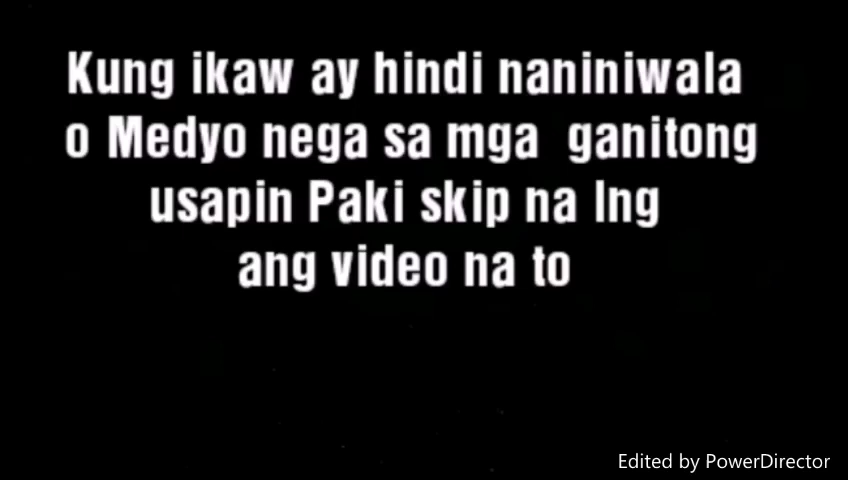 Kung ikaw ay hindi naniniwala
o Medyo nega sa mga ganitong
usapin Paki skip na lng
ang video na to
Edited by PowerDirector